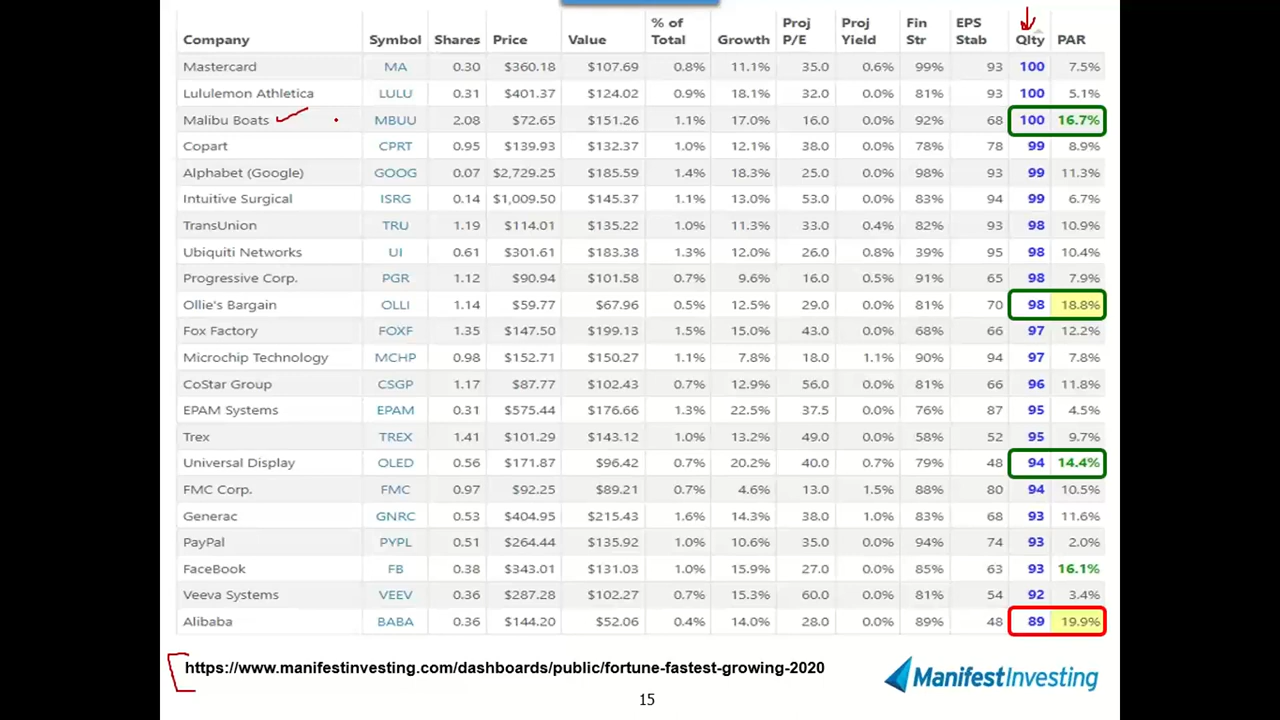 Company Symbol Shares Price Value % of Total Growth Proj P/E Proj Yield Fin Str EPS Stab Qlty PAR
Mastercard MA 0.30 $360.18 $107.69 0.8% 11.1% 35.0 0.6% 99% 93 100 7.5%
Lululemon Athletica LULU 0.31 $401.37 $124.02 0.9% 18.1% 32.0 0.0% 81% 93 100 5.1%
Malibu Boats MBUU 2.08 $72.65 $151.26 1.1% 17.0% 16.0 0.0% 92% 68 100 16.7%
Copart CPRT 0.95 $139.93 $132.37 1.0% 12.1% 38.0 0.0% 78% 78 99 8.9%
Alphabet (Google) GOOG 0.07 $2,729.25 $185.59 1.4% 18.3% 25.0 0.0% 98% 93 99 11.3%
Intuitive Surgical ISRG 0.14 $1,009.50 $145.37 1.1% 13.0% 53.0 0.0% 83% 94 99 6.7%
TransUnion TRU 1.19 $114.01 $135.22 1.0% 11.3% 33.0 0.4% 82% 93 98 10.9%
Ubiquiti Networks UI 0.61 $301.61 $183.38 1.3% 12.0% 26.0 0.8% 39% 95 98 10.4%
Progressive Corp. PGR 1.12 $90.94 $101.58 0.7% 9.6% 16.0 0.5% 91% 65 98 7.9%
Ollie's Bargain OLLI 1.14 $59.77 $67.96 0.5% 12.5% 29.0 0.0% 81% 70 98 18.8%
Fox Factory FOXF 1.35 $147.50 $199.13 1.5% 15.0% 43.0 0.0% 68% 66 97 12.2%
Microchip Technology MCHP 0.98 $152.71 $150.27 1.1% 7.8% 18.0 1.1% 90% 94 97 7.8%
CoStar Group CSGP 1.17 $87.77 $102.43 0.7% 12.9% 56.0 0.0% 81% 66 96 11.8%
EPAM Systems EPAM 0.31 $575.44 $176.66 1.3% 22.5% 37.5 0.0% 76% 87 95 4.5%
Trex TREX 1.41 $101.29 $143.12 1.0% 13.2% 49.0 0.0% 58% 52 95 9.7%
Universal Display OLED 0.56 $171.87 $96.42 0.7% 20.2% 40.0 0.7% 79% 48 94 14.4%
FMC Corp. FMC 0.97 $92.25 $89.21 0.7% 4.6% 13.0 1.5% 88% 80 94 10.5%
Generac GNRC 0.53 $404.95 $215.43 1.6% 14.3% 38.0 1.0% 83% 68 93 11.6%
PayPal PYPL 0.51 $264.44 $135.92 1.0% 10.6% 35.0 0.0% 94% 74 93 2.0%
FaceBook FB 0.38 $343.01 $131.03 1.0% 15.9% 27.0 0.0% 85% 63 93 16.1%
Veeva Systems VEEV 0.36 $287.28 $102.27 0.7% 15.3% 60.0 0.0% 81% 54 92 3.4%
Alibaba BABA 0.36 $144.20 $52.06 0.4% 14.0% 28.0 0.0% 89% 48 89 19.9%
https://www.manifestinvesting.com/dashboards/public/fortune-fastest-growing-2020
ManifestInvesting
15